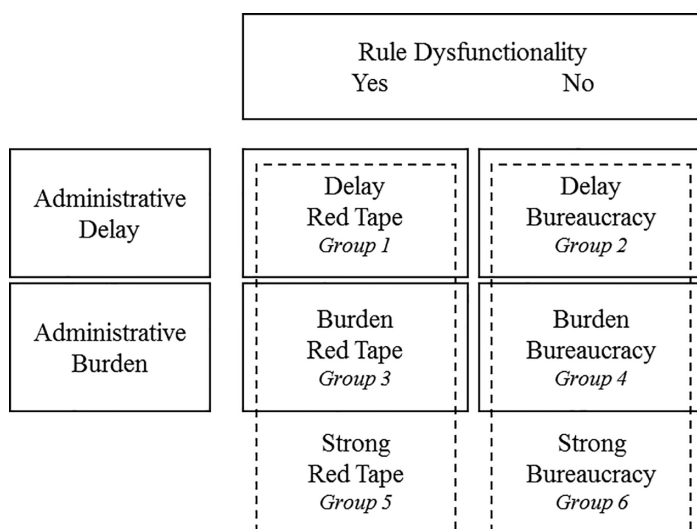 Rule Dysfunctionality
Yes No
Administrative
Delay
Delay
Red Tape
Group 1
Delay
Bureaucracy
Group 2
Administrative
Burden
Burden
Red Tape
Group 3
Burden
Bureaucracy
Group 4
Strong
Red Tape
Group 5
Strong
Bureaucracy
Group 6